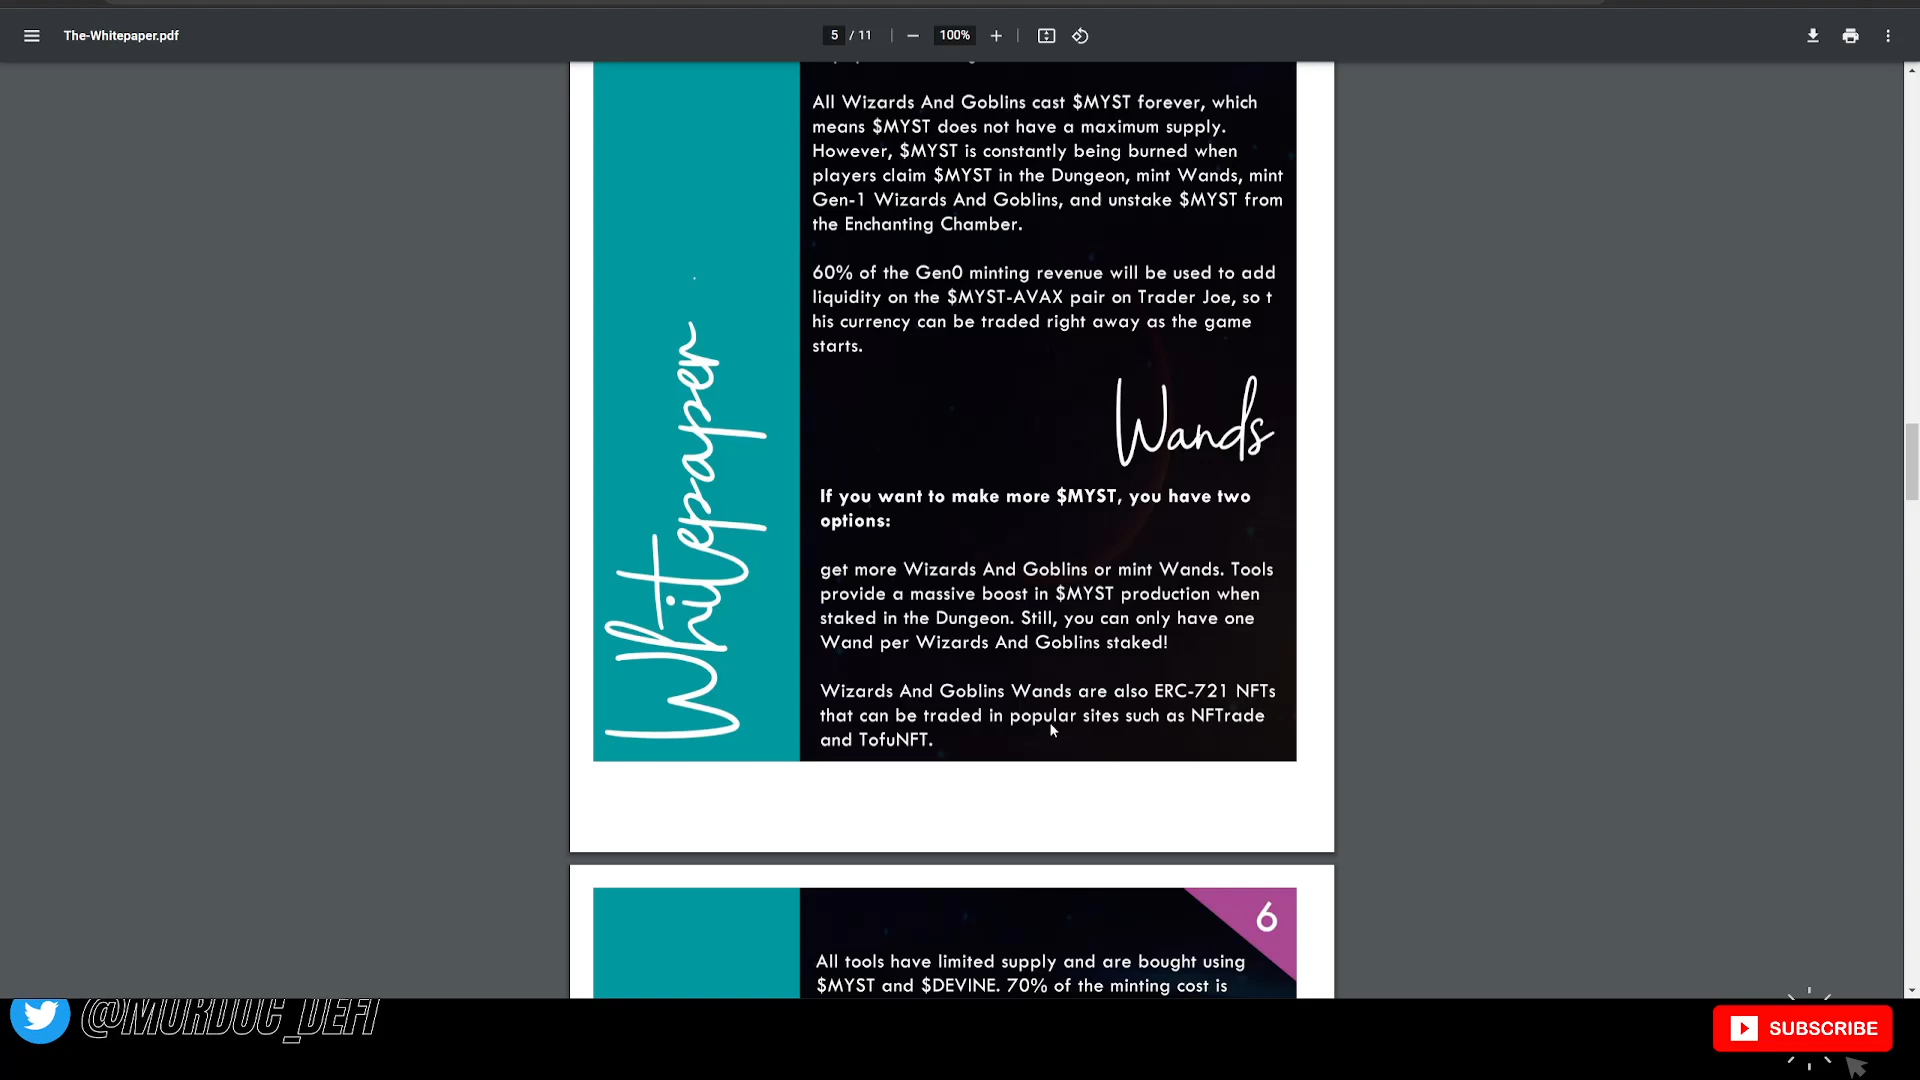 The-Whitepaper.pdf
5 / 11
100%
All Wizards And Goblins cast $MYST forever, which
means $MYST does not have a maximum supply.
However, $MYST is constantly being burned when
players claim $MYST in the Dungeon, mint Wands, mint
Gen-1 Wizards And Goblins, and unstake $MYST from
the Enchanting Chamber.
60% of the Gen0 minting revenue will be used to add
liquidity on the $MYST-AVAX pair on Trader Joe, so t
his currency can be traded right away as the game
starts.
Whitepaper
Wands
If you want to make more $MYST, you have two
options:
get more Wizards And Goblins or mint Wands. Tools
provide a massive boost in $MYST production when
staked in the Dungeon. Still, you can only have one
Wand per Wizards And Goblins staked!
Wizards And Goblins Wands are also ERC-721 NFTs
that can be traded in popular sites such as NFTrade
and TofuNFT.
6
All tools have limited supply and are bought using
$MYST and $DEVINE. 70% of the minting cost is
@MURDOC_DEFI
SUBSCRIBE